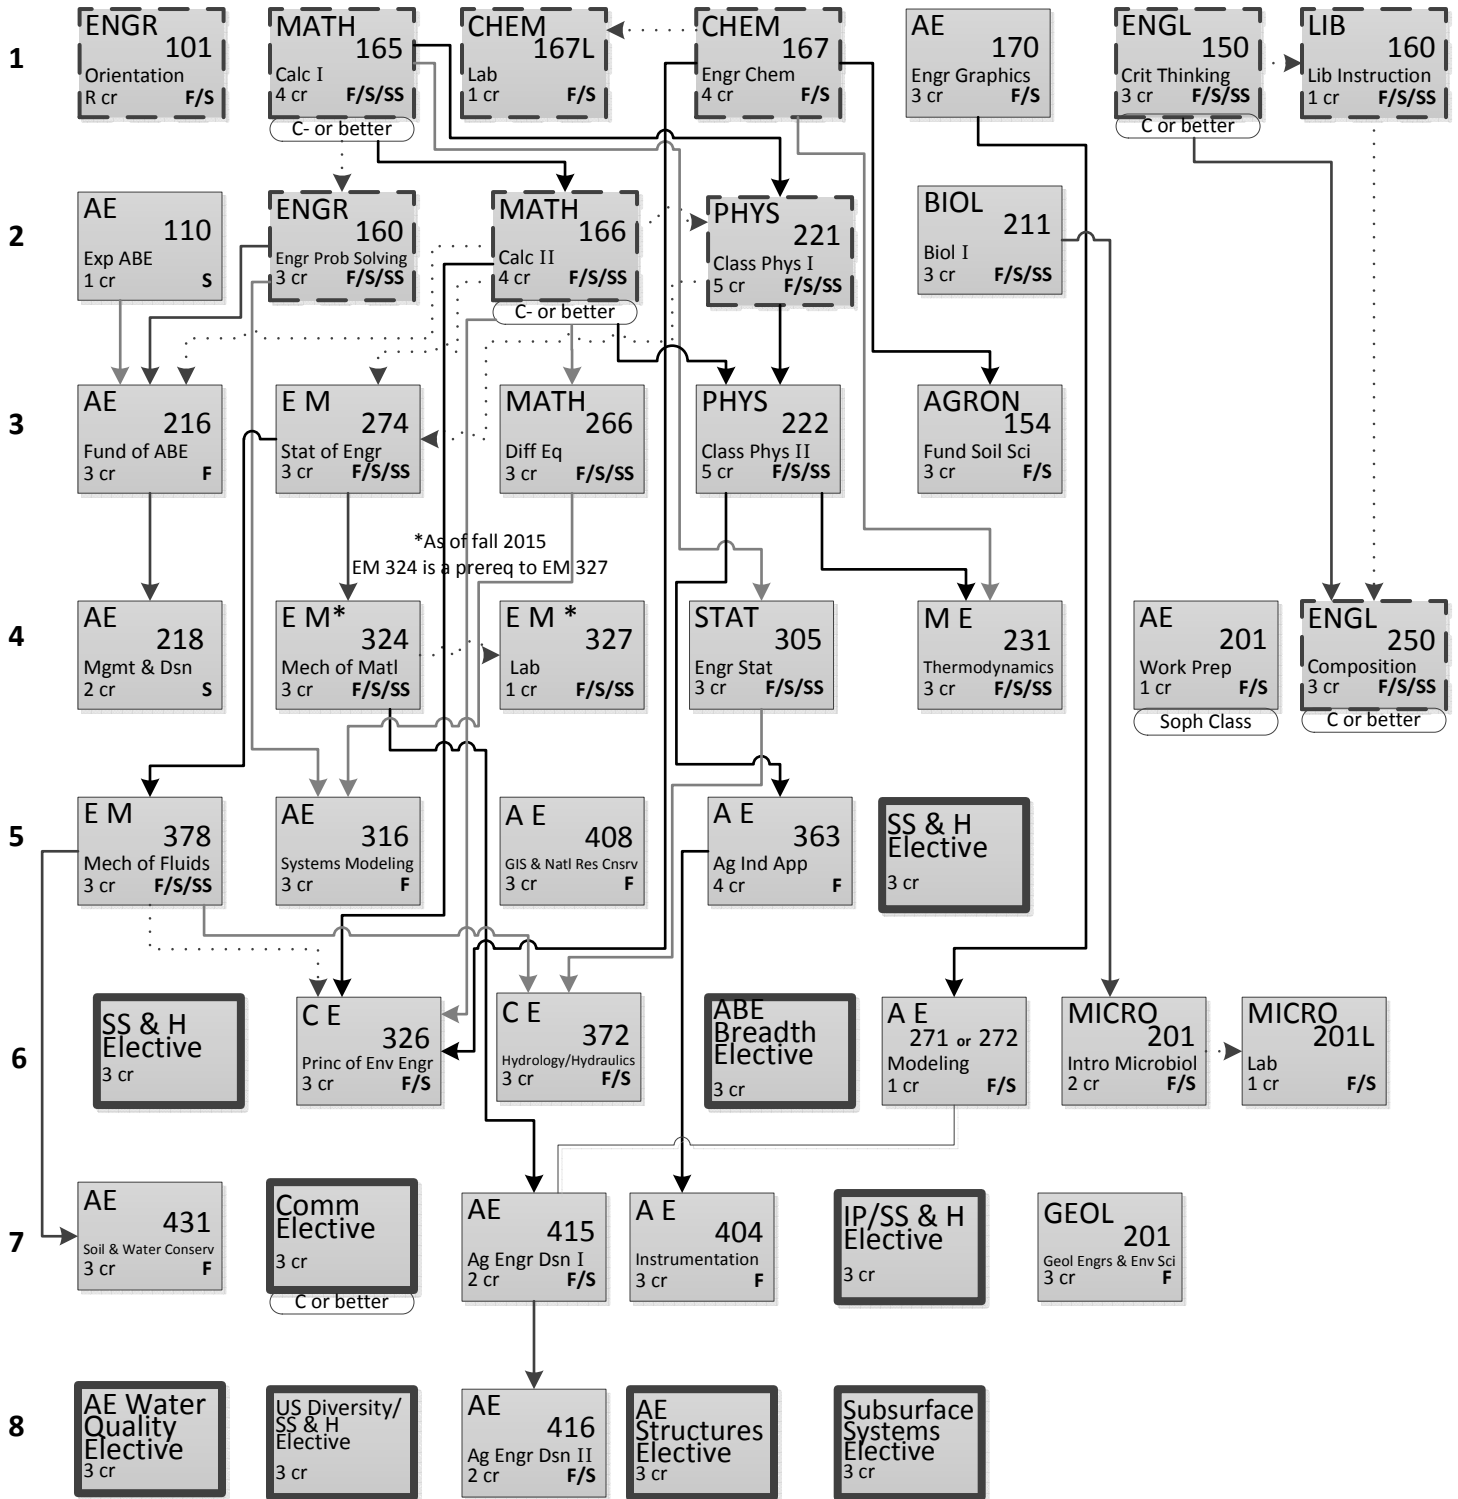 1
ENGR
101
Orientation
R cr F/S
MATH
165
Calc I
4 cr F/S/SS
C- or better
CHEM
167L
Lab
1 cr F/S
CHEM
167
Engr Chem
4 cr F/S
AE
170
Engr Graphics
3 cr F/S
ENGL
150
Crit Thinking
3 cr F/S/SS
C or better
LIB
160
Lib Instruction
1 cr F/S/SS
2
AE
110
Exp ABE
1 cr S
ENGR
160
Engr Prob Solving
3 cr F/S/SS
MATH
166
Calc II
4 cr F/S/SS
C- or better
PHYS
221
Class Phys I
5 cr F/S/SS
BIOL
211
Biol I
3 cr F/S/SS
3
AE
216
Fund of ABE
3 cr F
E M
274
Stat of Engr
3 cr F/S/SS
MATH
266
Diff Eq
3 cr F/S/SS
PHYS
222
Class Phys II
5 cr F/S/SS
AGRON
154
Fund Soil Sci
3 cr F/S
*As of fall 2015
EM 324 is a prereq to EM 327
4
AE
218
Mgmt & Dsn
2 cr S
E M*
324
Mech of Matl
3 cr F/S/SS
E M *
327
Lab
1 cr F/S/SS
STAT
305
Engr Stat
3 cr F/S/SS
M E
231
Thermodynamics
3 cr F/S/SS
AE
201
Work Prep
1 cr F/S
Soph Class
ENGL
250
Composition
3 cr F/S/SS
C or better
5
E M
378
Mech of Fluids
3 cr F/S/SS
AE
316
Systems Modeling
3 cr F
A E
408
GIS & Natl Res Cnsrv
3 cr F
A E
363
Ag Ind App
4 cr F
SS & H
Elective
3 cr
6
SS & H
Elective
3 cr
C E
326
Princ of Env Engr
3 cr F/S
C E
372
Hydrology/Hydraulics
3 cr F/S
ABE
Breadth
Elective
3 cr
A E
271 or 272
Modeling
1 cr F/S
MICRO
201
Intro Microbiol
2 cr F/S
MICRO
201L
Lab
1 cr F/S
7
AE
431
Soil & Water Conserv
3 cr F
Comm
Elective
3 cr
C or better
AE
415
Ag Engr Dsn I
2 cr F/S
A E
404
Instrumentation
3 cr F
IP/SS & H
Elective
3 cr
GEOL
201
Geol Engrs & Env Sci
3 cr F
8
AE Water
Quality
Elective
3 cr
US Diversity/
SS & H
Elective
3 cr
AE
416
Ag Engr Dsn II
2 cr F/S
AE
Structures
Elective
3 cr
Subsurface
Systems
Elective
3 cr